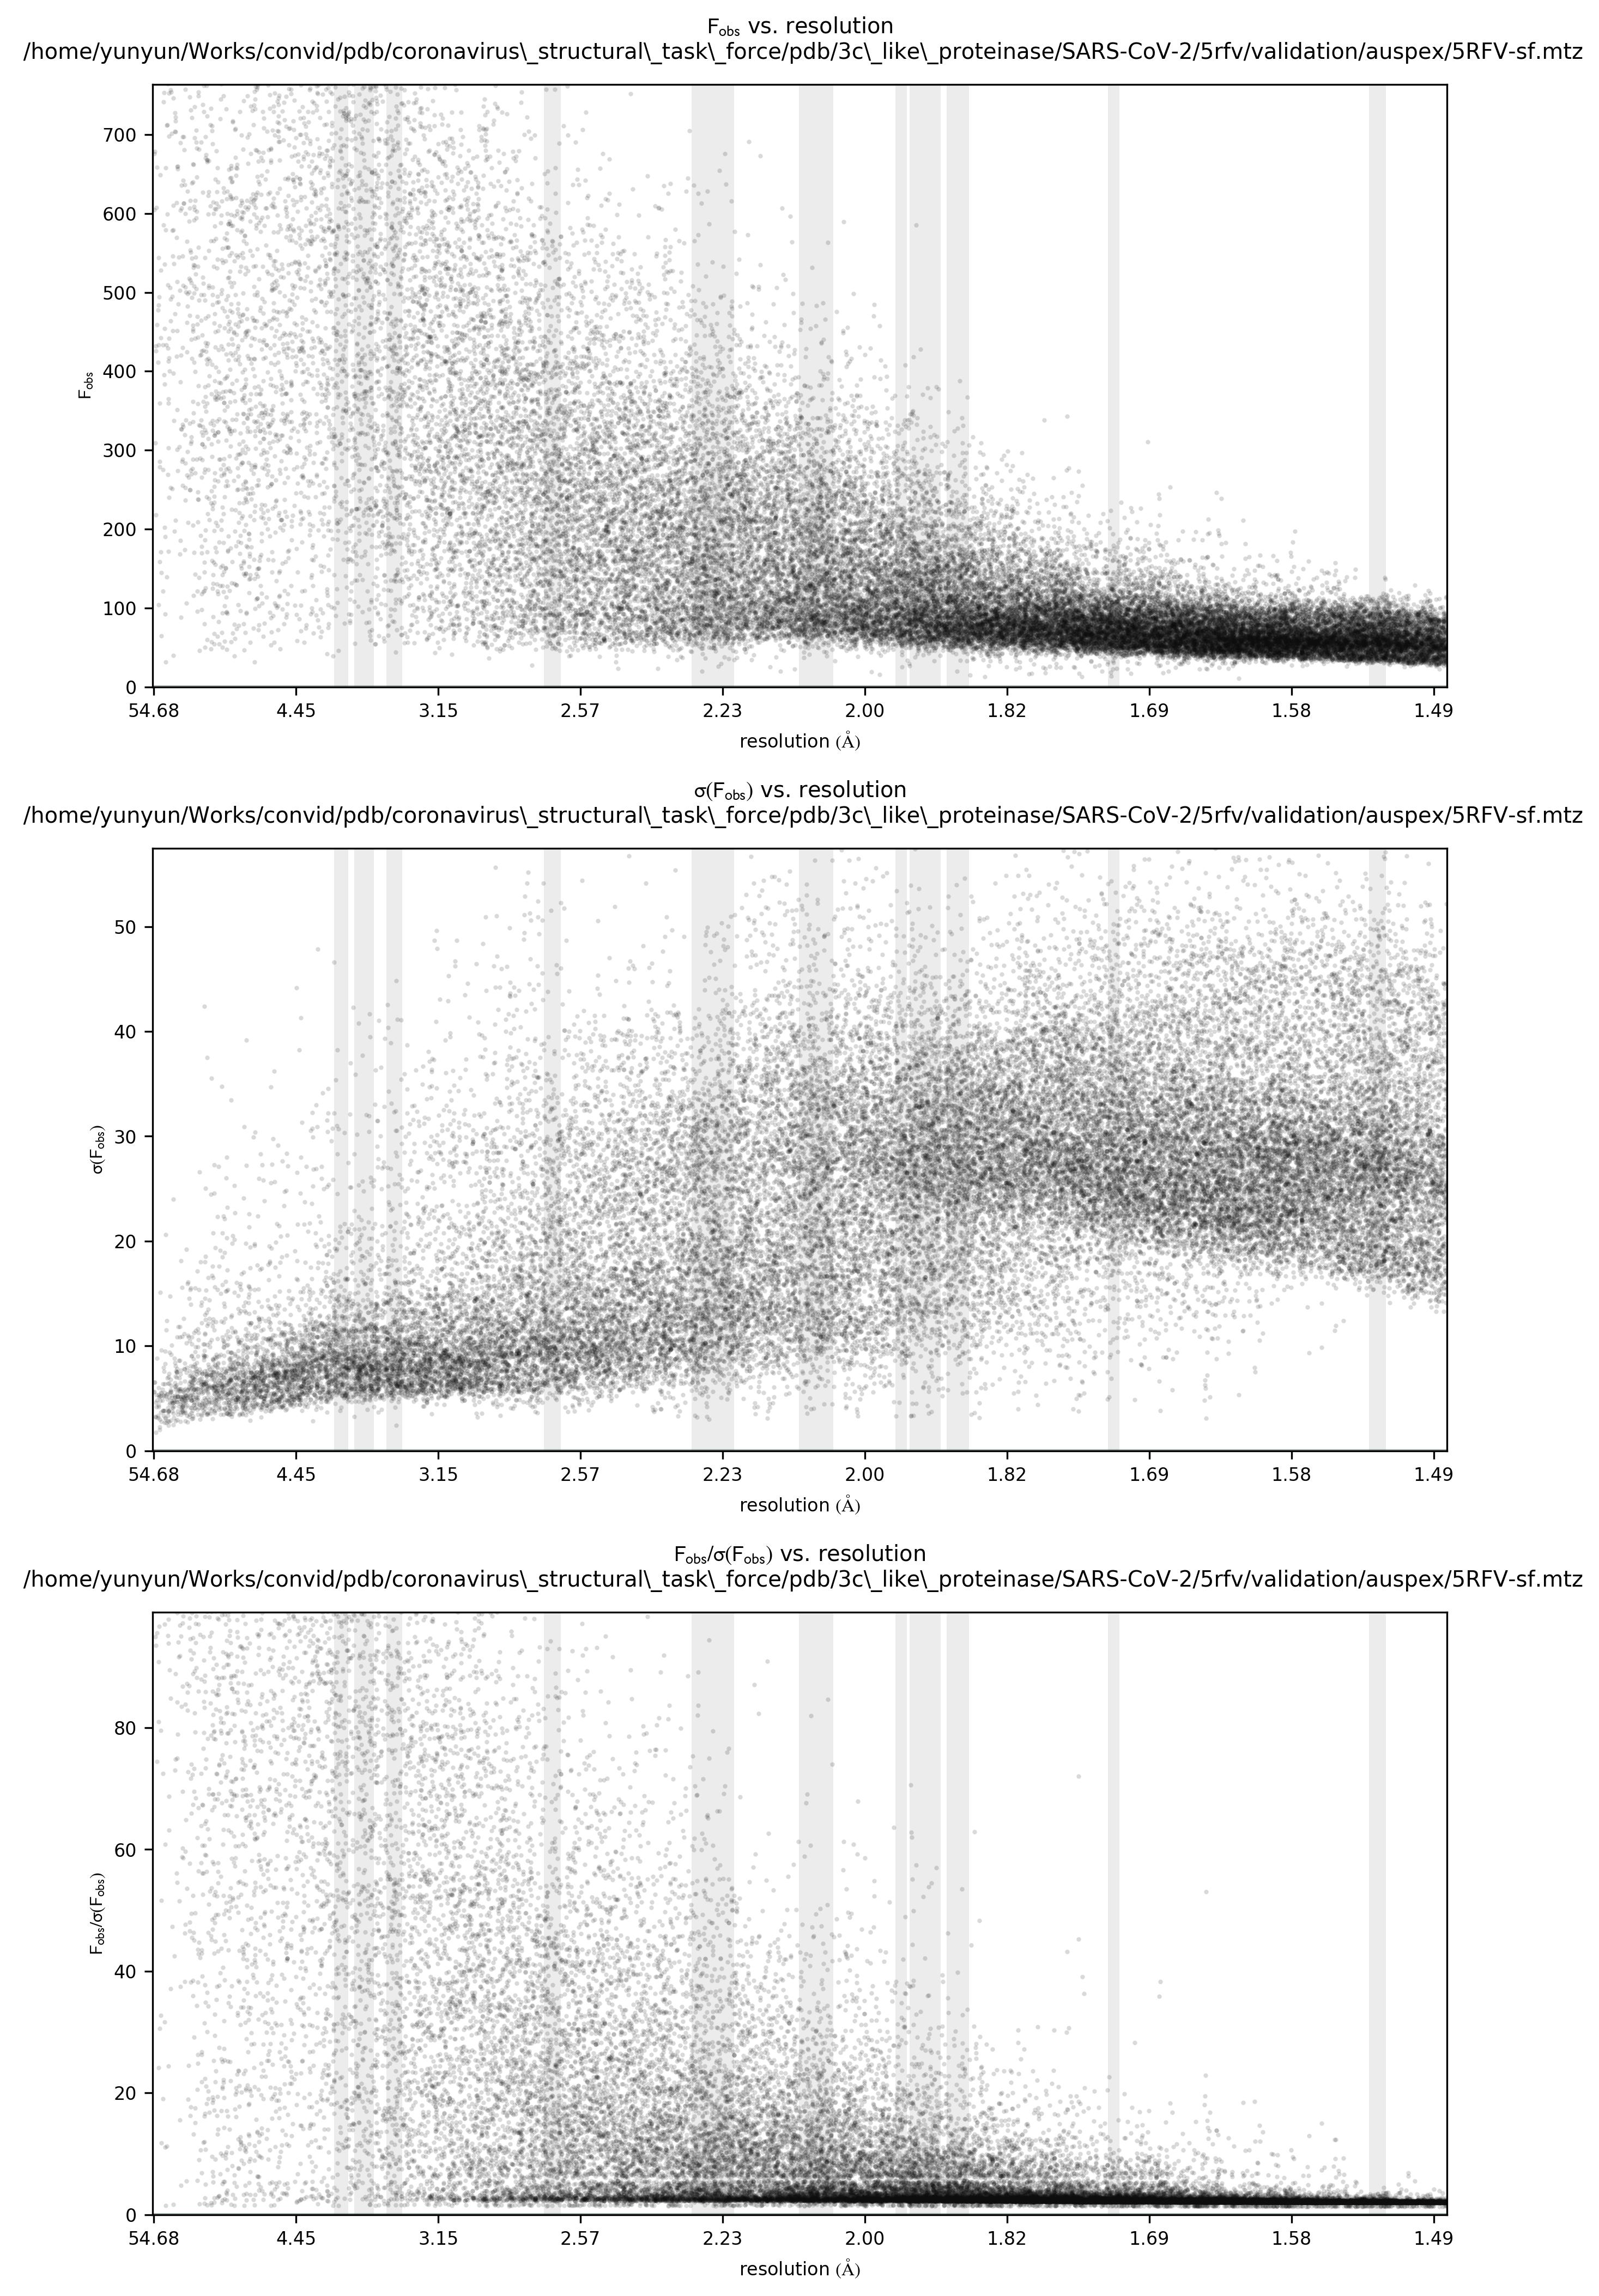 Fobs vs. resolution
/home/yunyun/Works/convid/pdb/coronavirus\_structural\_task\_force/pdb/3c\_like\_proteinase/SARS-CoV-2/5rfv/validation/auspex/5RFV-sf.mtz
Fobs
700
600
500
400
300
200
100
0
54.68 4.45 3.15 2.57 2.23 2.00 1.82 1.69 1.58 1.49
resolution (Å)
σ(Fobs) vs. resolution
/home/yunyun/Works/convid/pdb/coronavirus\_structural\_task\_force/pdb/3c\_like\_proteinase/SARS-CoV-2/5rfv/validation/auspex/5RFV-sf.mtz
σ(Fobs)
50
40
30
20
10
0
54.68 4.45 3.15 2.57 2.23 2.00 1.82 1.69 1.58 1.49
resolution (Å)
Fobs/σ(Fobs) vs. resolution
/home/yunyun/Works/convid/pdb/coronavirus\_structural\_task\_force/pdb/3c\_like\_proteinase/SARS-CoV-2/5rfv/validation/auspex/5RFV-sf.mtz
Fobs/σ(Fobs)
80
60
40
20
0
54.68 4.45 3.15 2.57 2.23 2.00 1.82 1.69 1.58 1.49
resolution (Å)